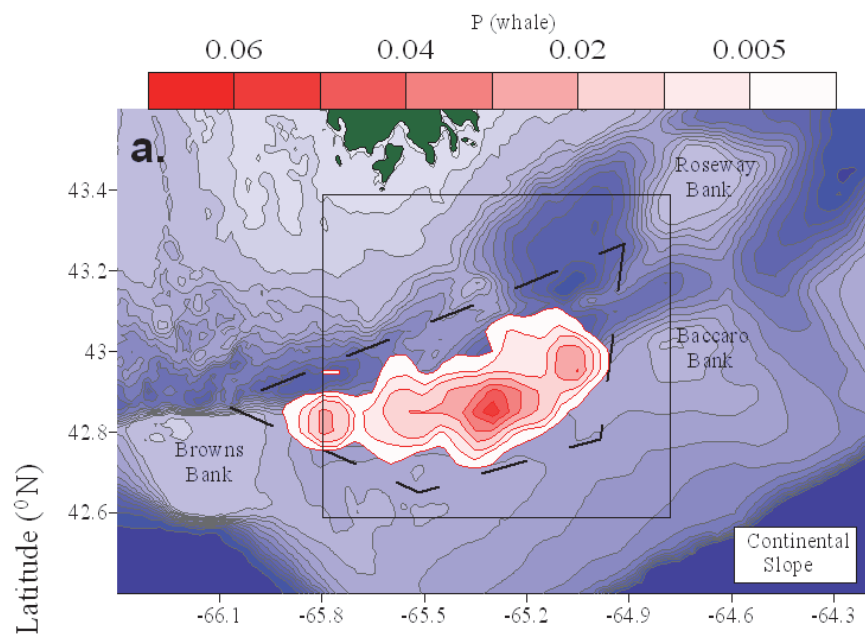 P (whale)
0.06 0.04 0.02 0.005
a.
Roseway
Bank
43.4
43.2
43
Baccaro
Bank
42.8
Browns
Bank
42.6
Continental
Slope
Latitude (⁰N)
-66.1 -65.8 -65.5 -65.2 -64.9 -64.6 -64.3